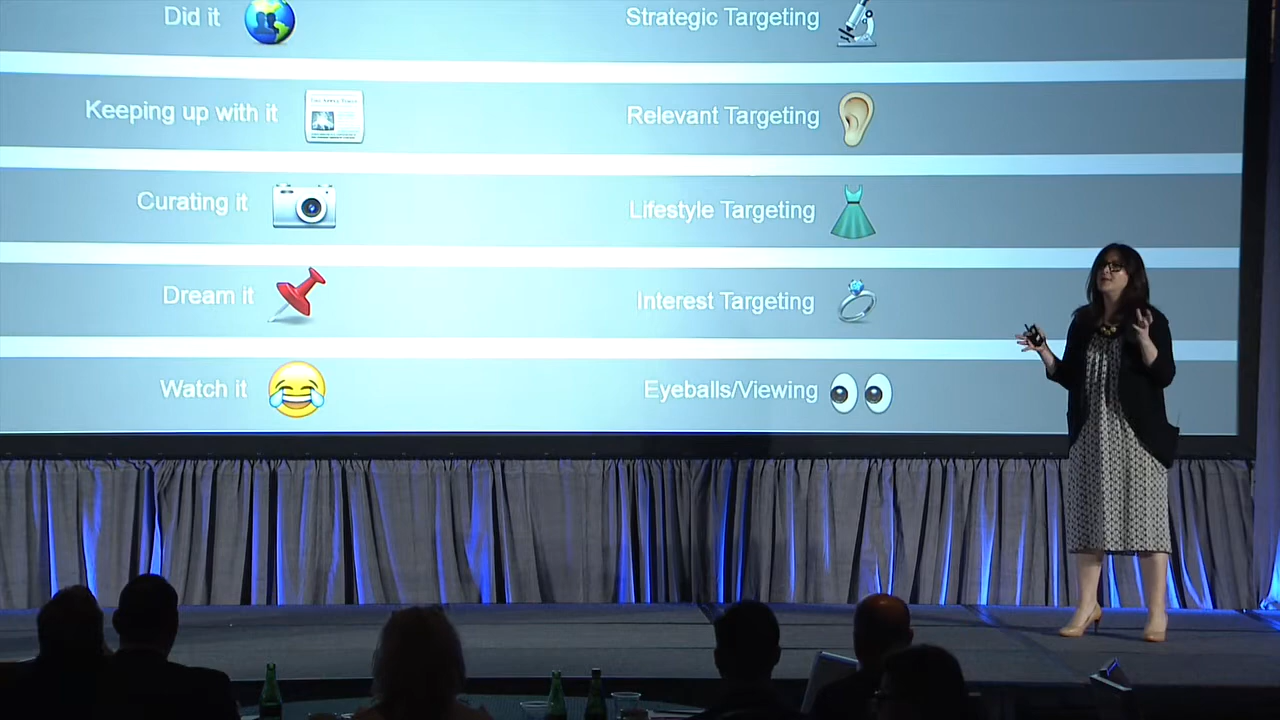 Did it
Strategic Targeting
Keeping up with it
Relevant Targeting
Curating it
Lifestyle Targeting
Dream it
Interest Targeting
Watch it
Eyeballs/Viewing